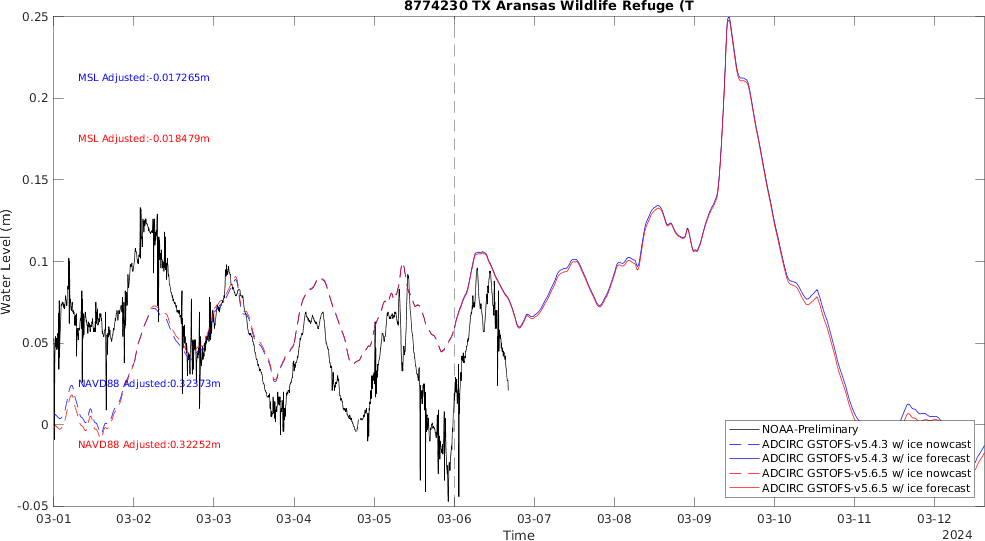 8774230 TX Aransas Wildlife Refuge (T
0.25
0.2
0.15
0.1
0.05
0
-0.05
Water Level (m)
MSL Adjusted:-0.017265m
MSL Adjusted:-0.018479m
NAVD88 Adjusted:0.32373m
NAVD88 Adjusted:0.32252m
NOAA-Preliminary
ADCIRC GSTOFS-v5.4.3 w/ ice nowcast
ADCIRC GSTOFS-v5.4.3 w/ ice forecast
ADCIRC GSTOFS-v5.6.5 w/ ice nowcast
ADCIRC GSTOFS-v5.6.5 w/ ice forecast
03-01 03-02 03-03 03-04 03-05 03-06 03-07 03-08 03-09 03-10 03-11 03-12
Time
2024